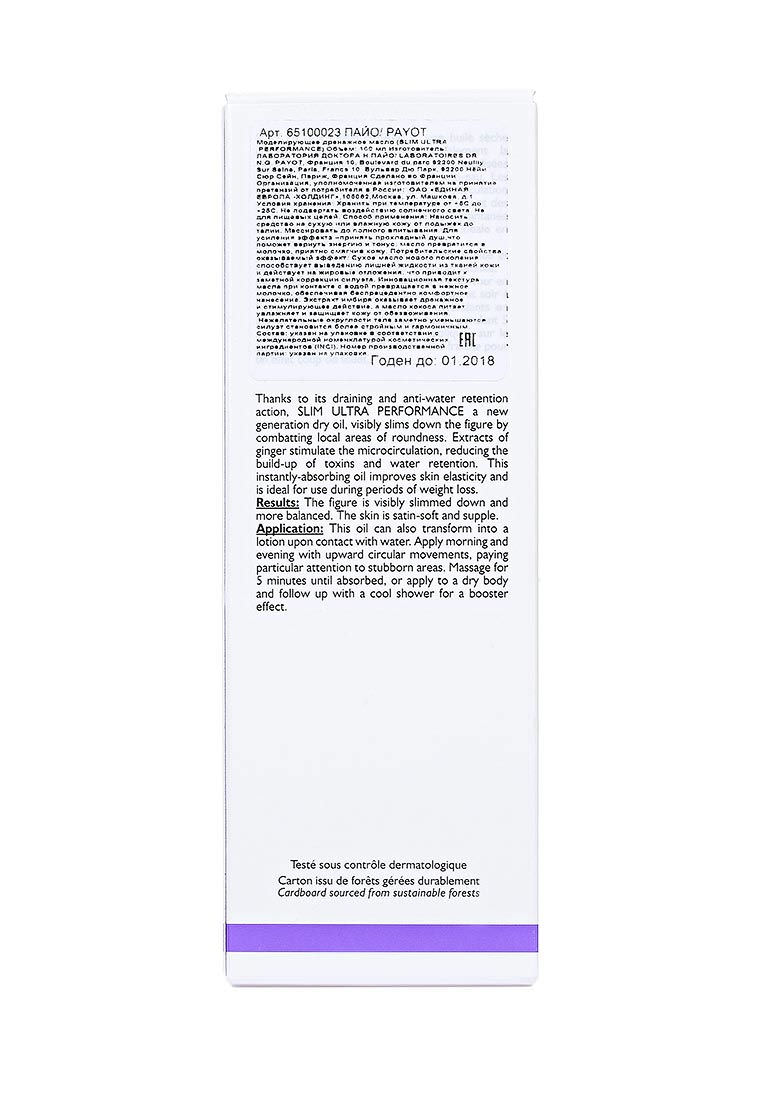 Арт. 65100023 ПАЙО/ PAYOT
Моделирующее дренажное масло (SLIM ULTRA
PERFORMANCE) Объем: 100 мл Изготовитель:
ЛАБОРАТОРИЯ ДОКТОРА Н ПАЙО/ LABORATOIRES DR
N.G. PAYOT, Франция 10, Boulevard du parc 92200 Neuilly
Sur Seine, Paris, France 10, Бульвар Дю Парк, 92200 Нёйи
Сюр Сейн, Париж, Франция Сделано во Франции
Организация, уполномоченная изготовителем на принятие
претензий от потребителя в России: ОАО «ЕДИНАЯ
ЕВРОПА-ХОЛДИНГ», 105062, Москва, ул. Машкова, д.1
Условия хранения: Хранить при температуре от +5С до
+25С. Не подвергать воздействию солнечного света. Не
для пищевых целей. Способ применения: Наносить
средство на сухую или влажную кожу от лодыжек до
талии. Массировать до полного впитывания. Для
усиления эффекта –принять прохладный душ,что
поможет вернуть энергию и тонус: масло превратится в
молочко, приятно смягчив кожу. Потребительские свойства
оказываемый эффект: Сухое масло нового поколения
способствует выведению лишней жидкости из тканей кожи
и действует на жировые отложения, что приводит к
заметной коррекции силуэта. Инновационная текстура
масла при контакте с водой превращается в нежное
молочко, обеспечивая беспрецедентно комфортное
нанесение. Экстракт имбиря оказывает дренажное
и стимулирующее действие, а масло кокоса питает
увлажняет и защищает кожу от обезвоживания.
Нежелательные округлости тела заметно уменьшаются
силуэт становится более стройным и гармоничным.
Состав: указан на упаковке в соответствии с
международной номенклатурой косметических
ингредиентов (INCI). Номер производственной
партии: указан на упаковке
EAC
Годен до: 01.2018
Thanks to its draining and anti-water retention
action, SLIM ULTRA PERFORMANCE a new
generation dry oil, visibly slims down the figure by
combatting local areas of roundness. Extracts of
ginger stimulate the microcirculation, reducing the
build-up of toxins and water retention. This
instantly-absorbing oil improves skin elasticity and
is ideal for use during periods of weight loss.
Results: The figure is visibly slimmed down and
more balanced. The skin is satin-soft and supple.
Application: This oil can also transform into a
lotion upon contact with water. Apply morning and
evening with upward circular movements, paying
particular attention to stubborn areas. Massage for
5 minutes until absorbed, or apply to a dry body
and follow up with a cool shower for a booster
effect.
Testé sous contrôle dermatologique
Carton issu de forêts gérées durablement
Cardboard sourced from sustainable forests